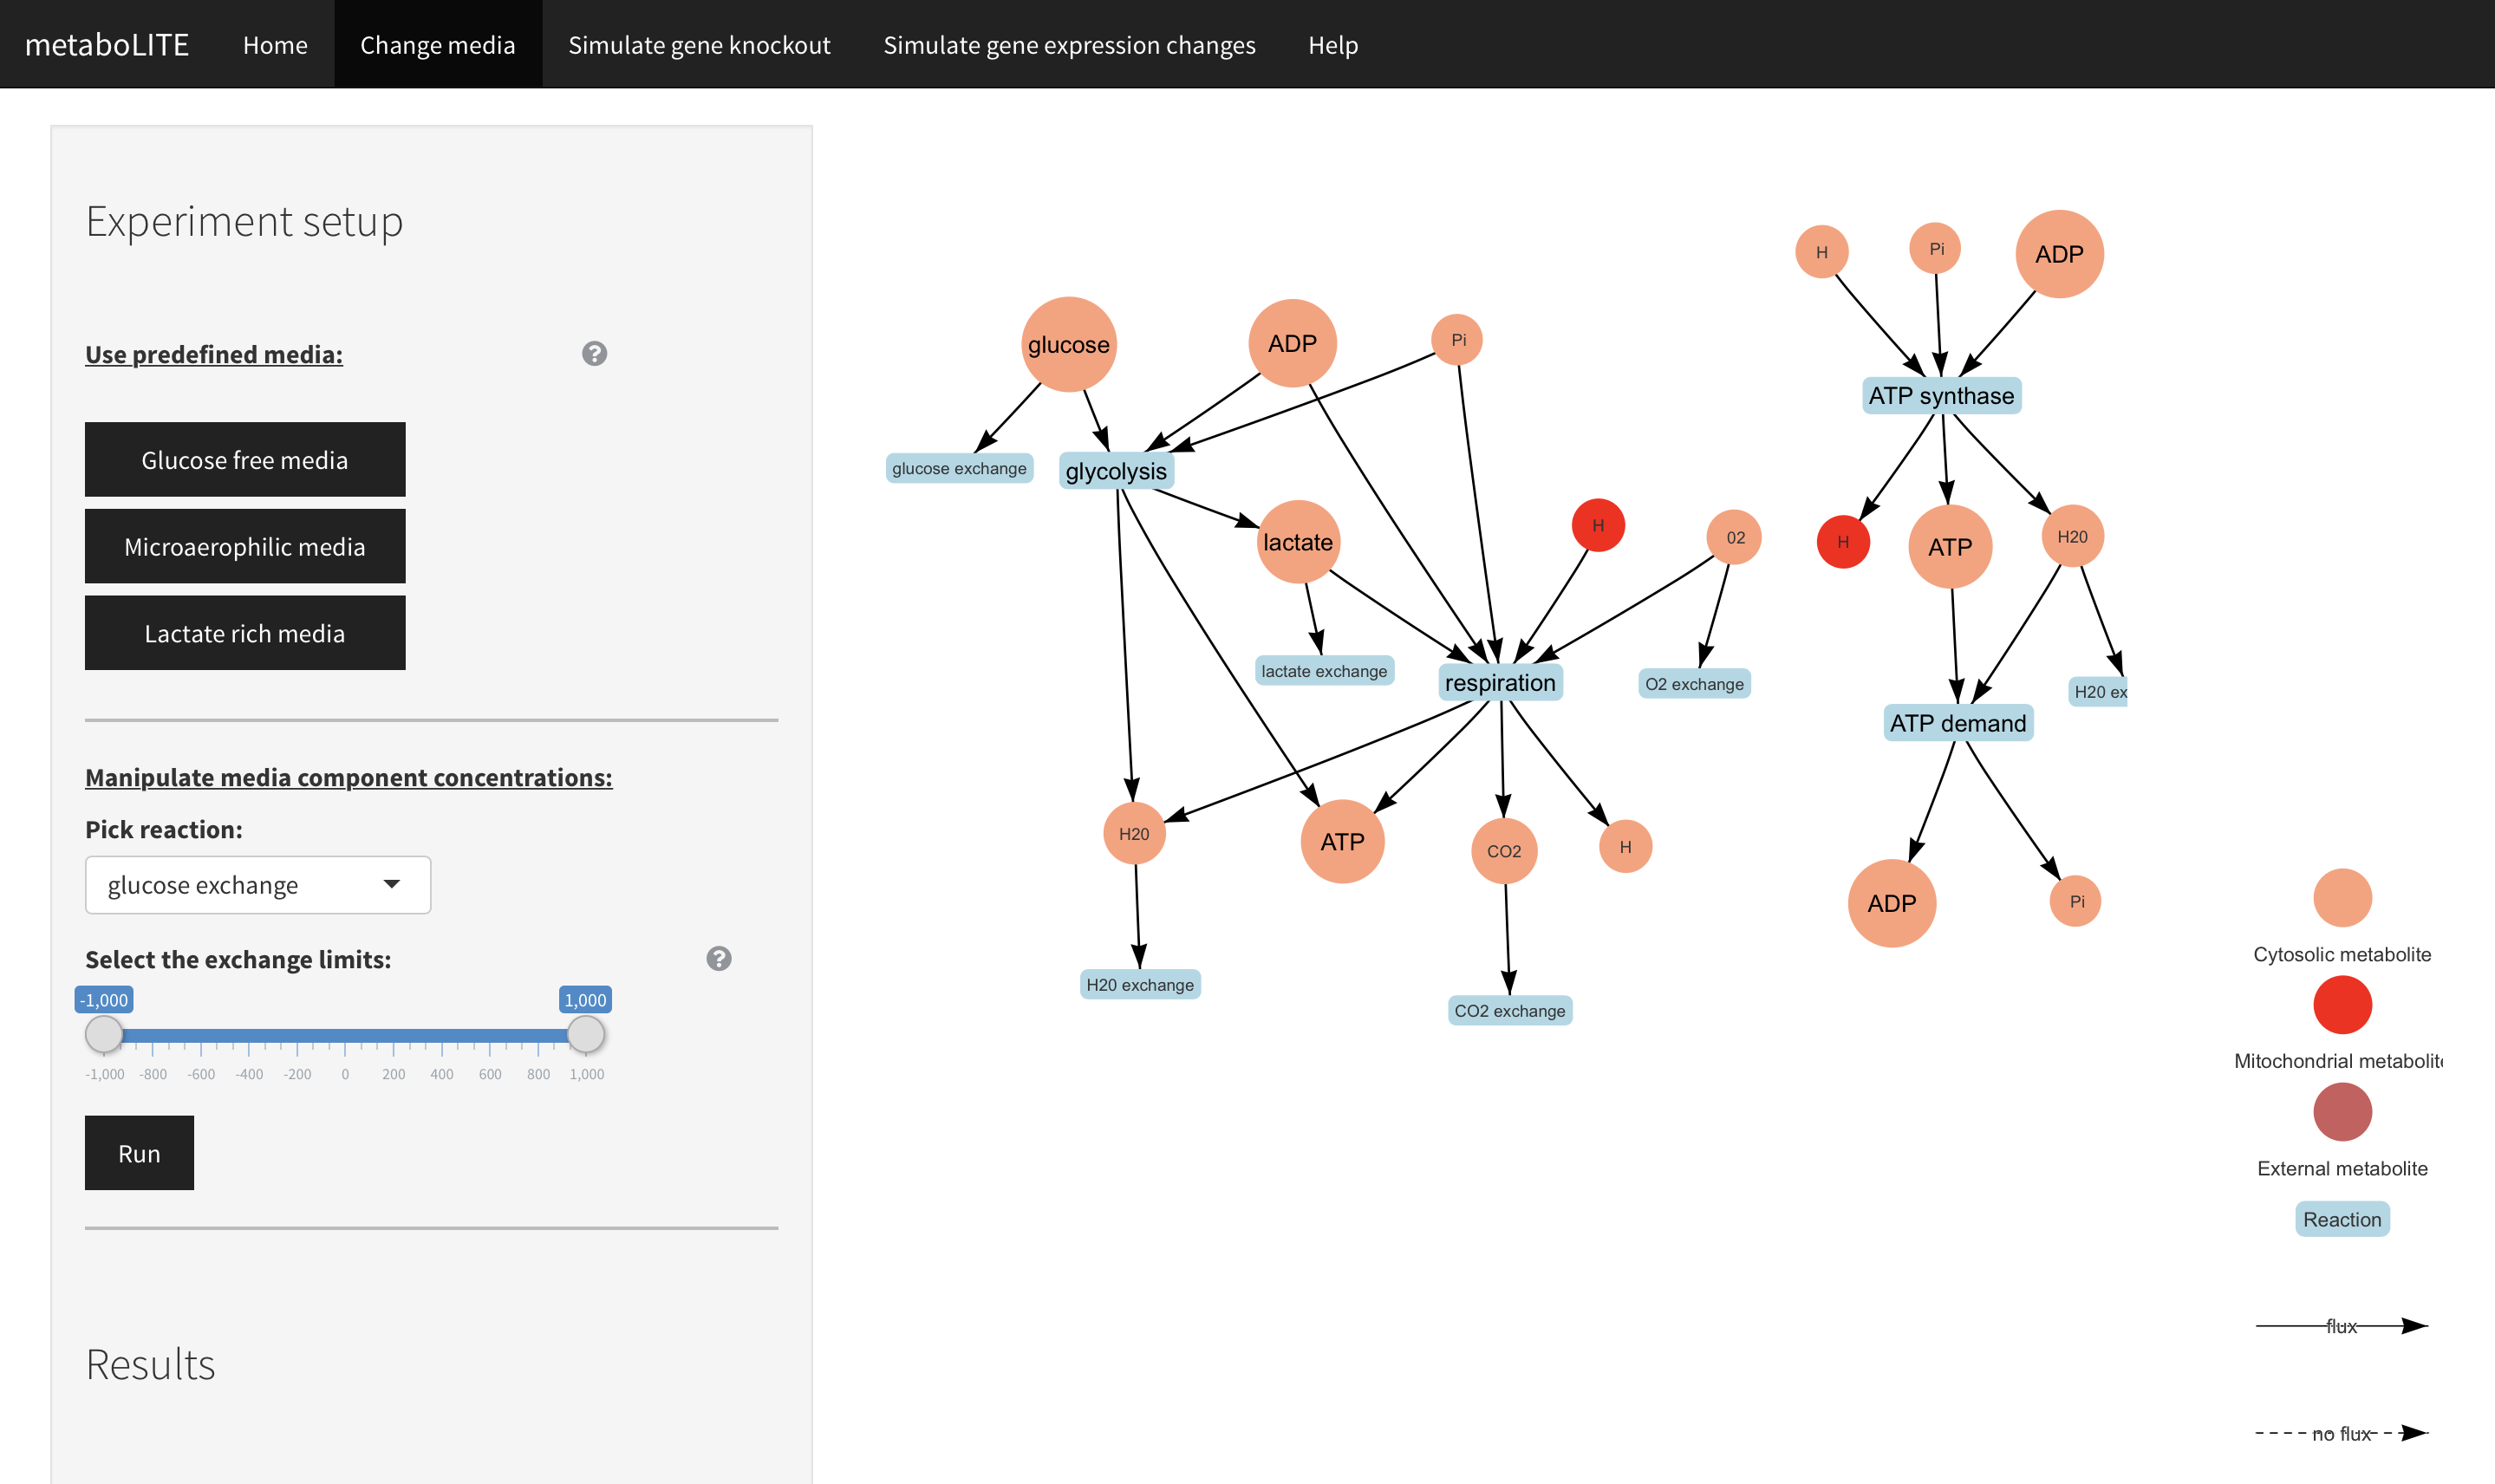 metaboLITE Home Change media Simulate gene knockout Simulate gene expression changes Help
Experiment setup
Use predefined media:
?
Glucose free media
Microaerophilic media
Lactate rich media
Manipulate media component concentrations:
Pick reaction:
glucose exchange
Select the exchange limits:
?
-1,000 1,000
-1,000 -800 -600 -400 -200 0 200 400 600 800 1,000
Run
Results
H Pi ADP
glucose ADP Pi
ATP synthase
glucose exchange glycolysis
lactate H 02 H ATP H20
lactate exchange respiration O2 exchange H20 ex
ATP demand
H20 ATP CO2 H
ADP Pi
H20 exchange CO2 exchange
Cytosolic metabolite
Mitochondrial metabolite
External metabolite
Reaction
flux
no flux